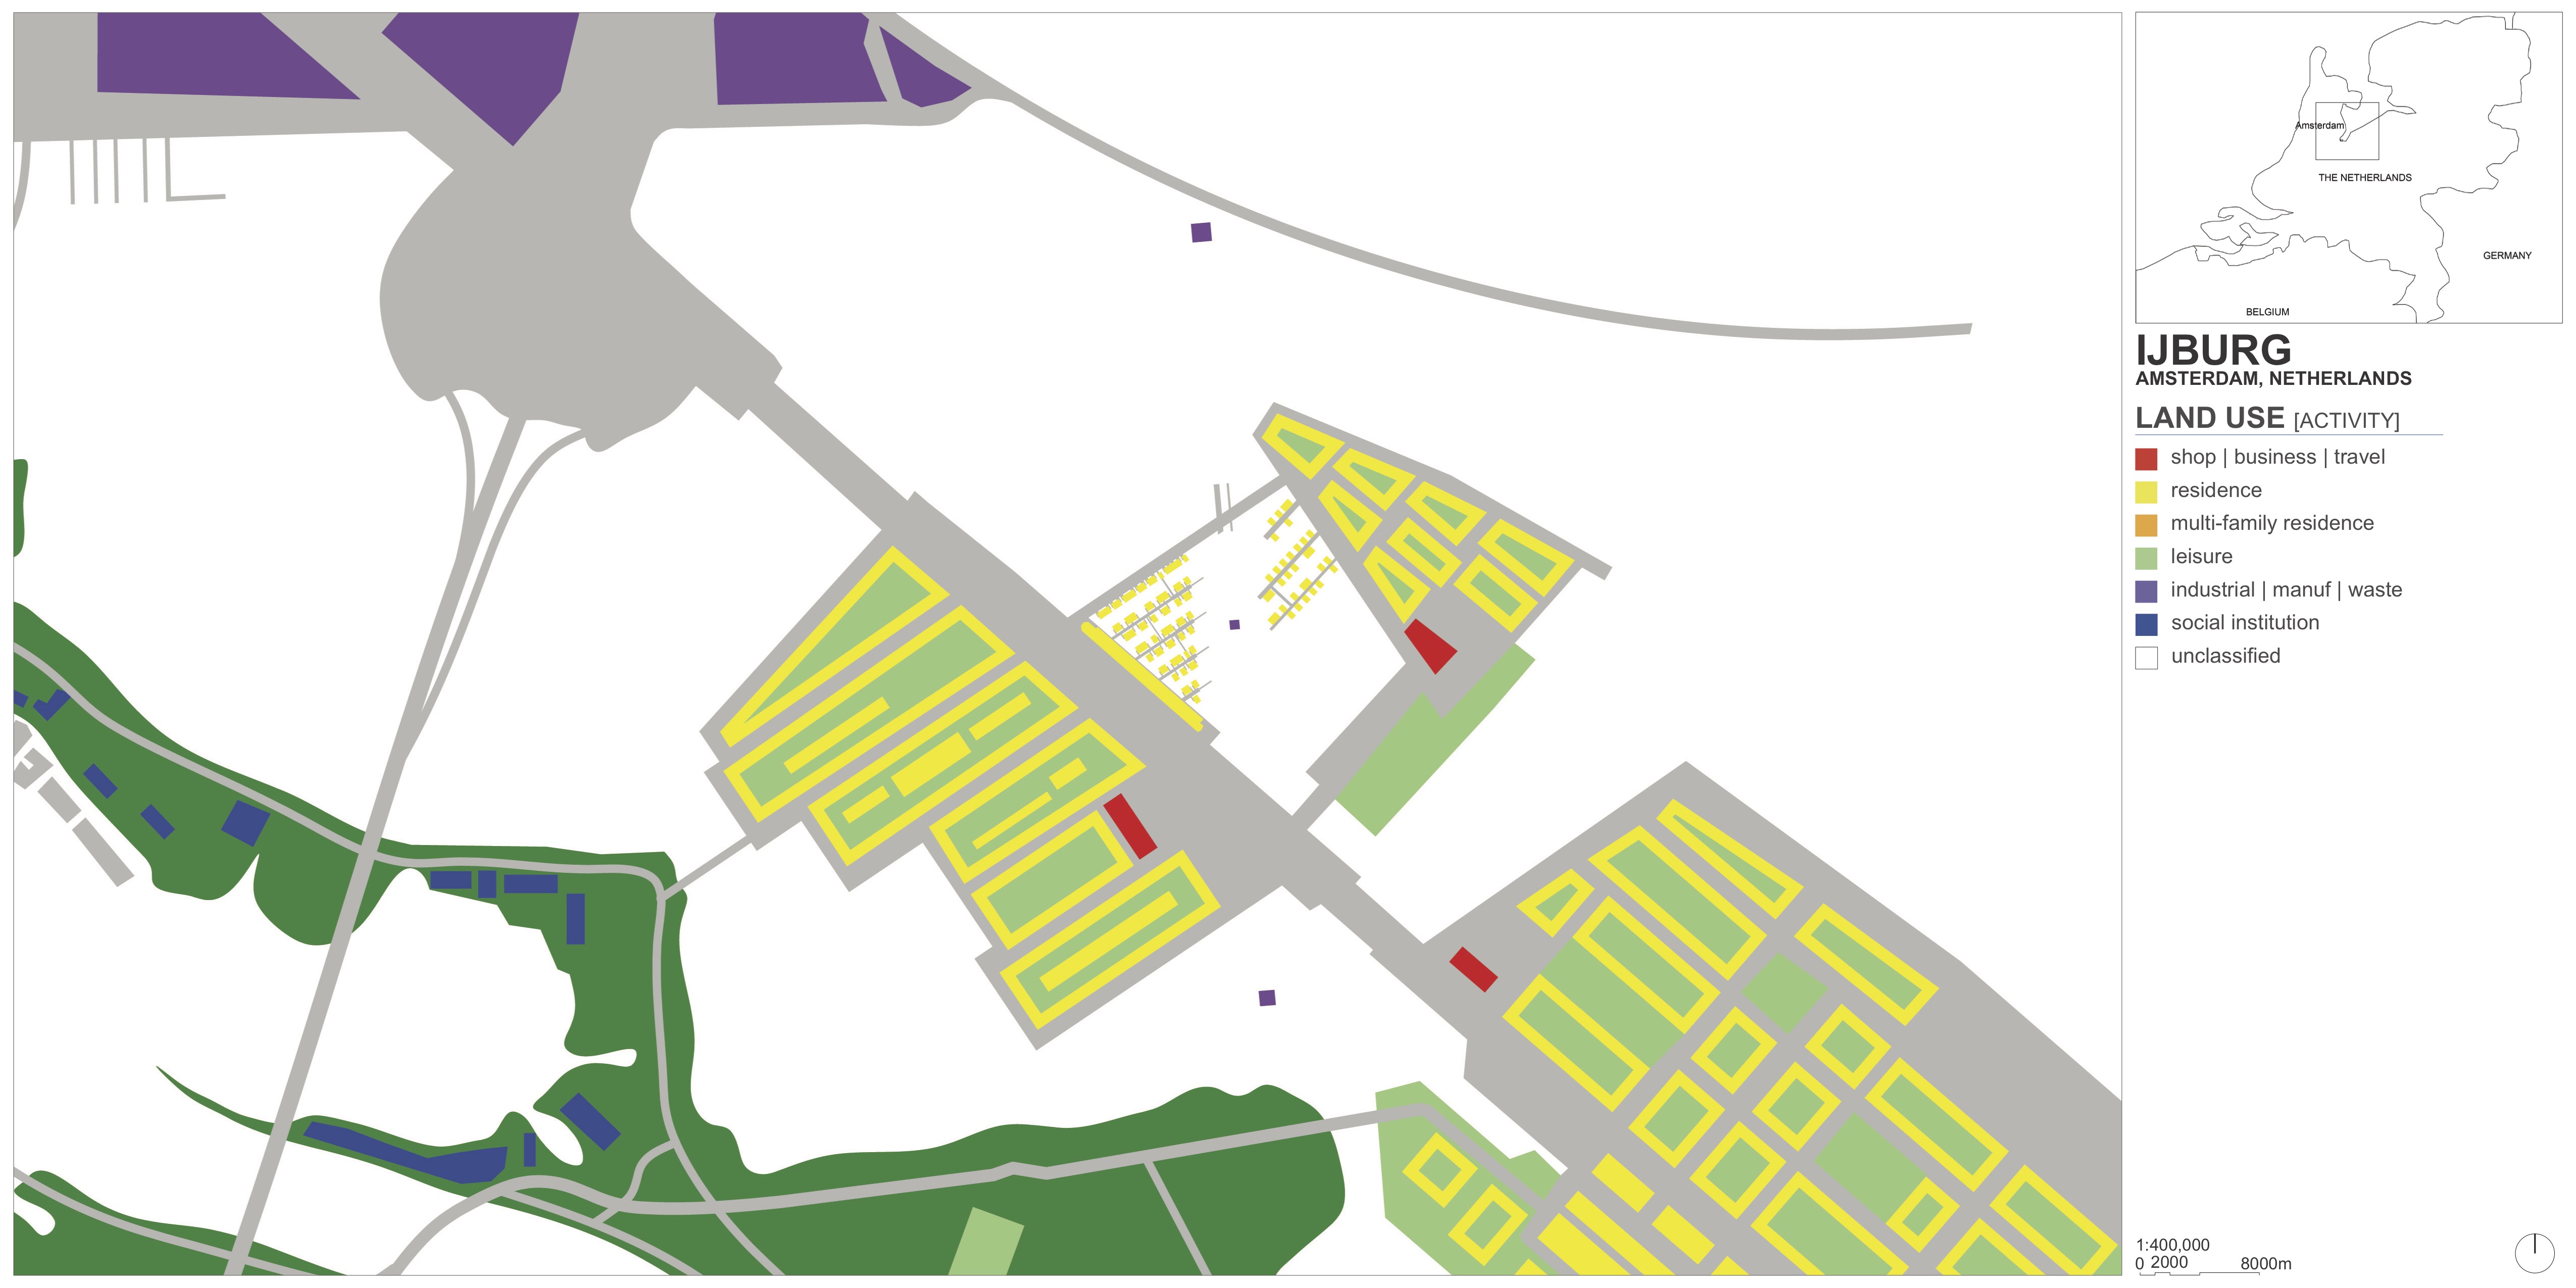 Amsterdam
THE NETHERLANDS
GERMANY
BELGIUM
IJBURG
AMSTERDAM, NETHERLANDS
LAND USE [ACTIVITY]
shop | business | travel
residence
multi-family residence
leisure
industrial | manuf | waste
social institution
unclassified
1:400,000
0 2000 8000m